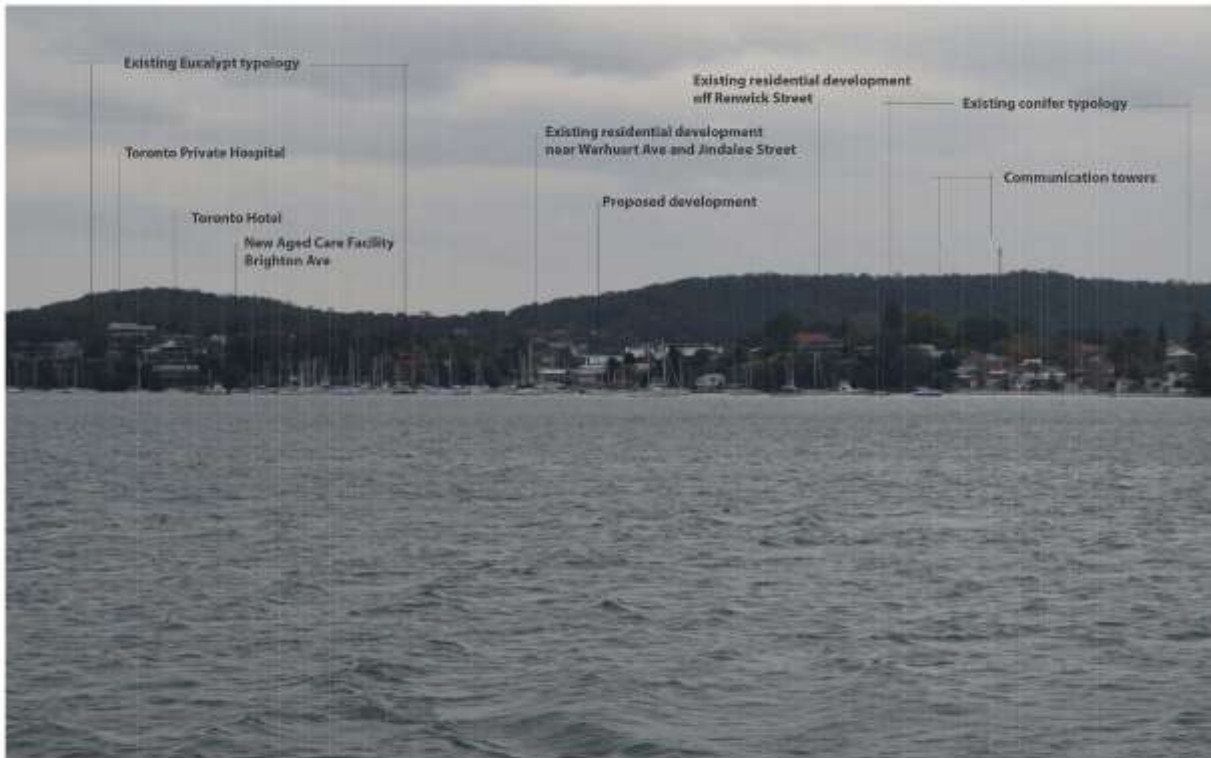 Existing Eucalypt typology
Existing residential development
off Renwick Street
Existing conifer typology
Existing residential development
near Warhuart Ave and Jindalee Street
Toronto Private Hospital
Communication towers
Proposed development
Toronto Hotel
New Aged Care Facility
Brighton Ave